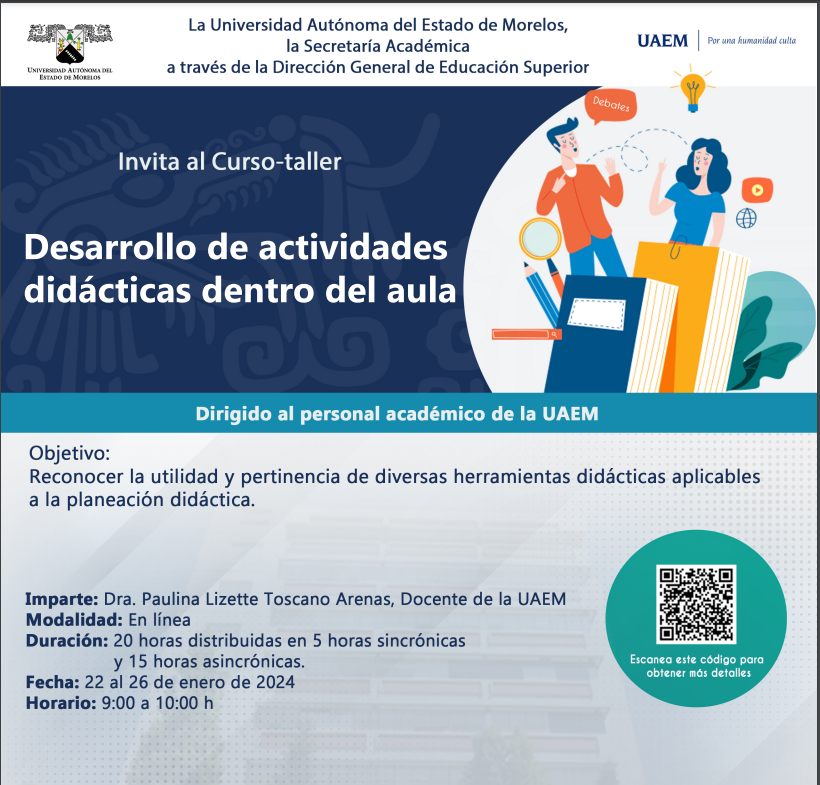 La Universidad Autónoma del Estado de Morelos,
la Secretaría Académica
a través de la Dirección General de Educación Superior
UNIVERSIDAD AUTÓNOMA DEL
ESTADO DE MORELOS
UAEM
Por una humanidad culta
Debates
Invita al Curso-taller
Desarrollo de actividades
didácticas dentro del aula
Dirigido al personal académico de la UAEM
Objetivo:
Reconocer la utilidad y pertinencia de diversas herramientas didácticas aplicables
a la planeación didáctica.
Imparte: Dra. Paulina Lizette Toscano Arenas, Docente de la UAEM
Modalidad: En línea
Duración: 20 horas distribuidas en 5 horas sincrónicas
y 15 horas asincrónicas.
Fecha: 22 al 26 de enero de 2024
Horario: 9:00 a 10:00 h
Escanea este código para
obtener más detalles